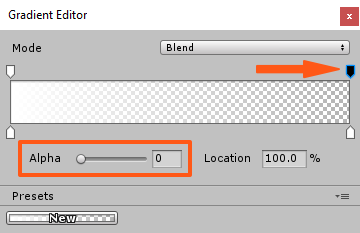 Gradient Editor x
Mode Blend
Alpha 0 Location 100.0 %
Presets
New